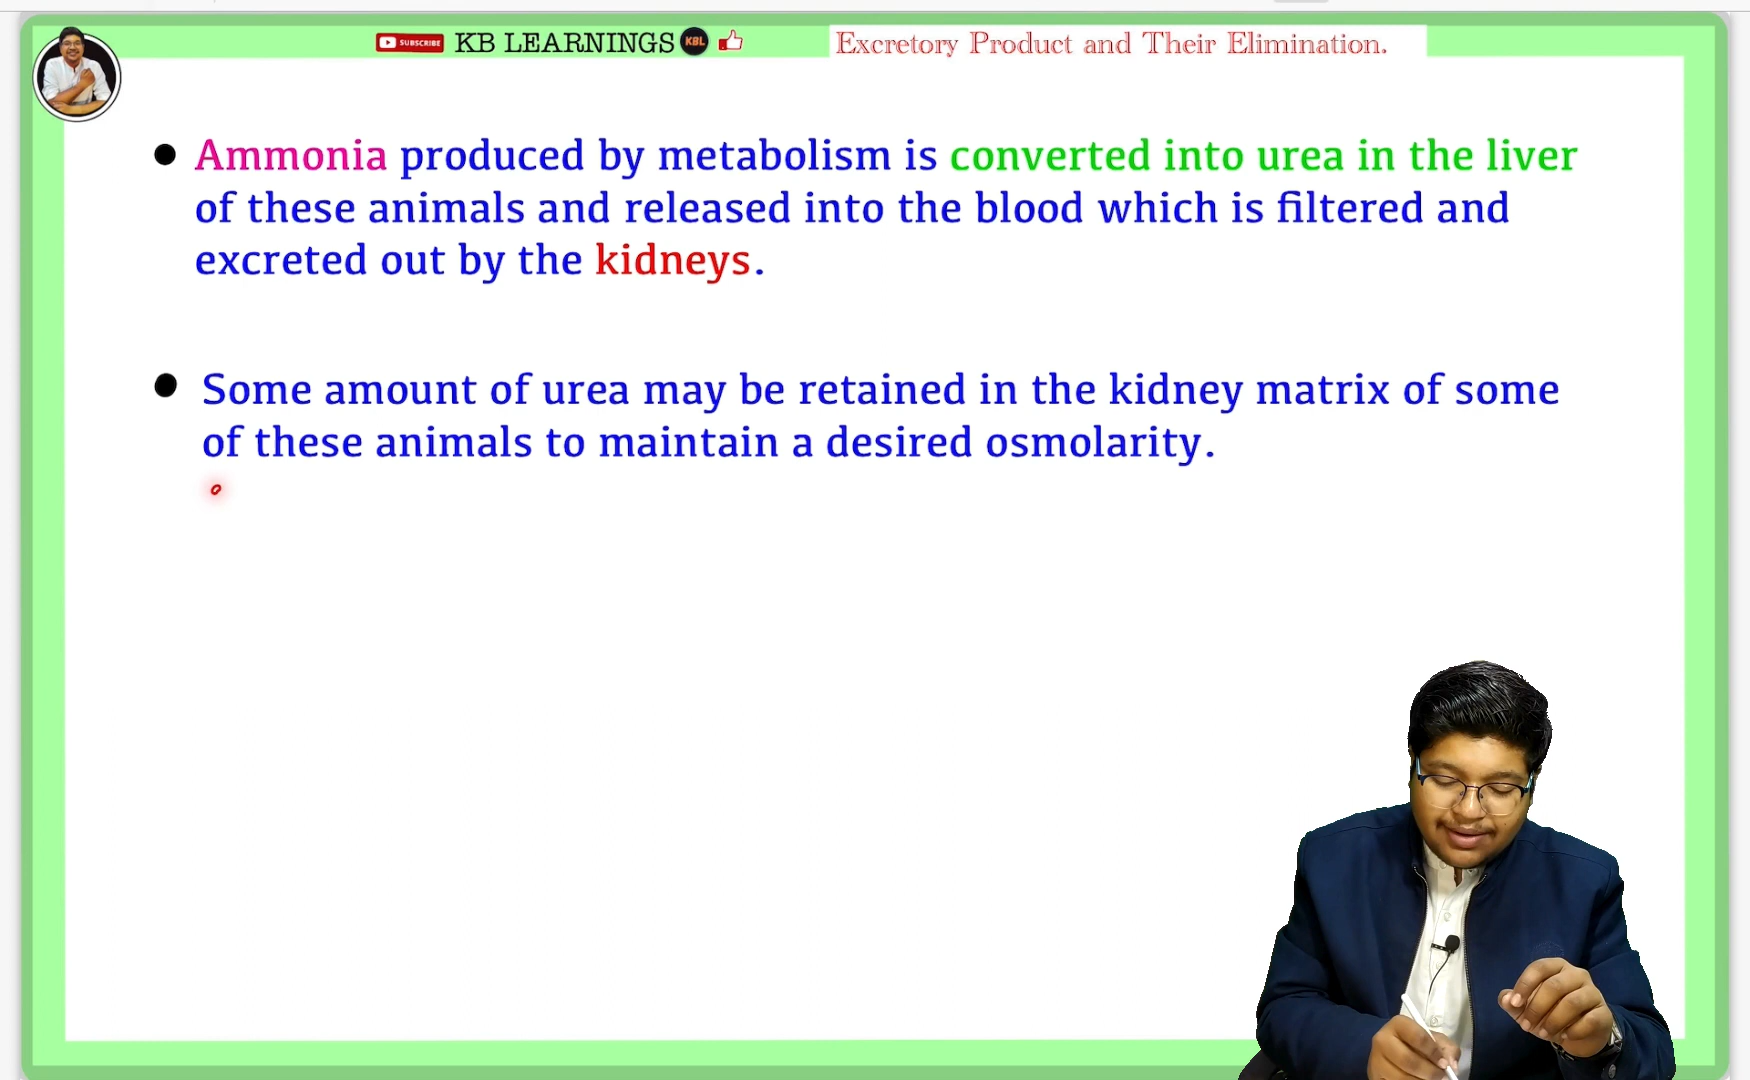 SUBSCRIBE KB LEARNINGS KBL
Excretory Product and Their Elimination.
Ammonia produced by metabolism is converted into urea in the liver
of these animals and released into the blood which is filtered and
excreted out by the kidneys.
Some amount of urea may be retained in the kidney matrix of some
of these animals to maintain a desired osmolarity.